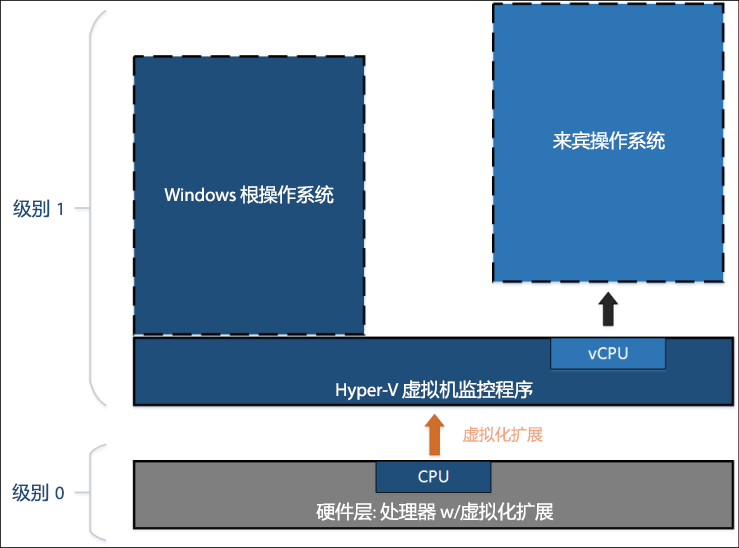 来宾操作系统
Windows 根操作系统
级别 1
vCPU
Hyper-V 虚拟机监控程序
虚拟化扩展
CPU
级别 0
硬件层: 处理器 w/虚拟化扩展